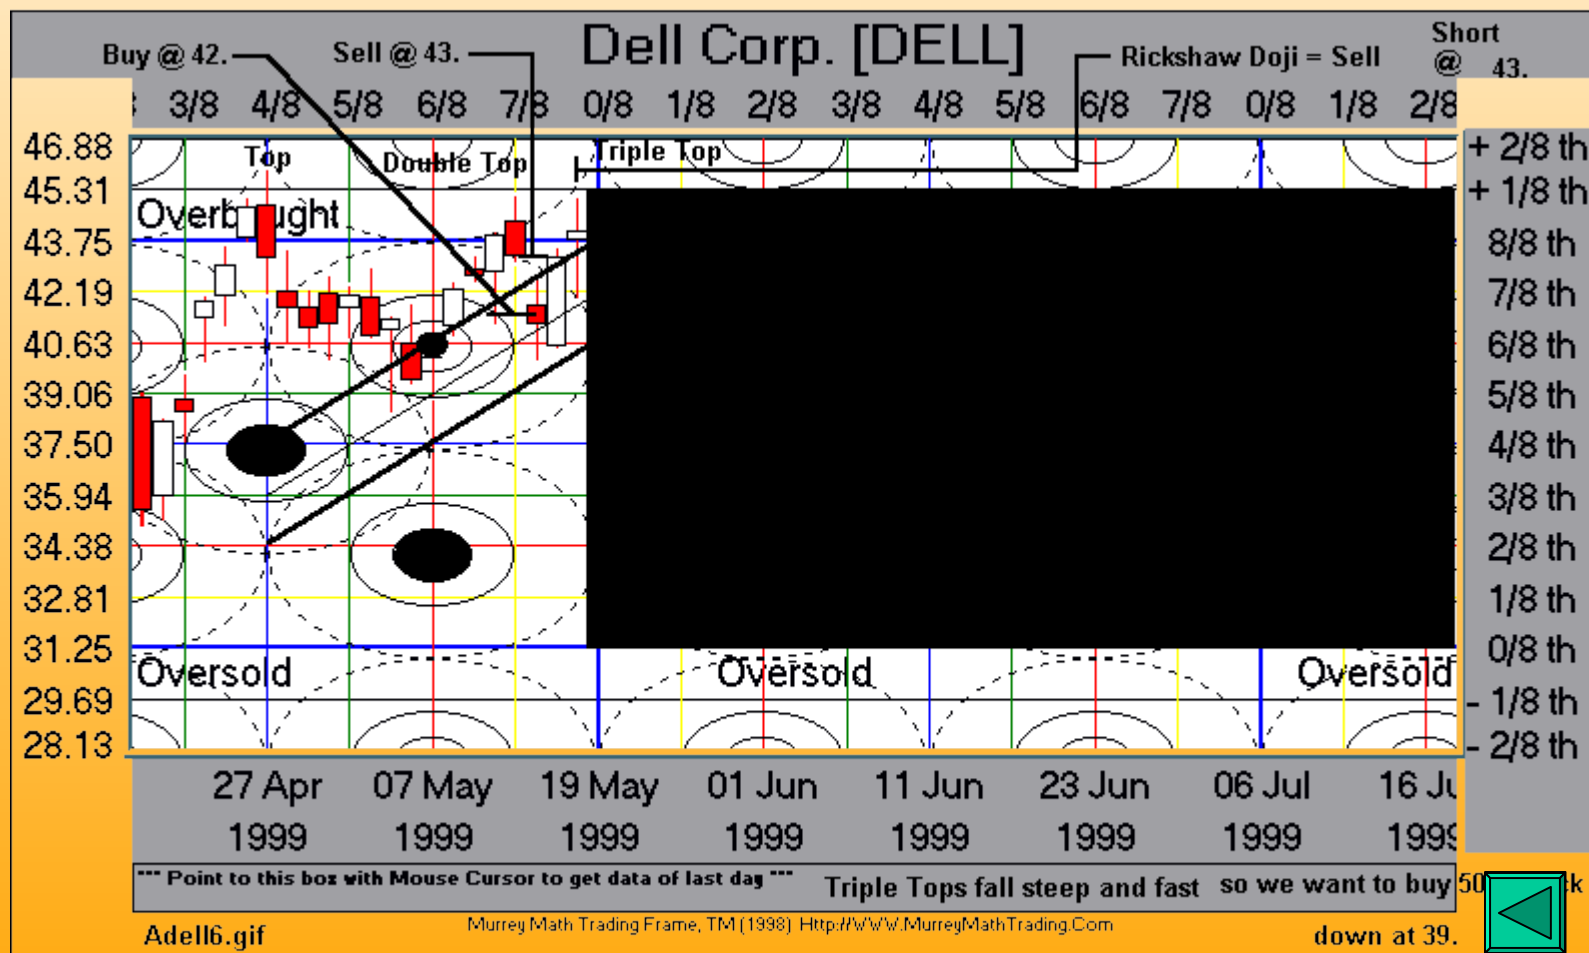 Dell Corp. [DELL]
Buy @ 42.
Sell @ 43.
Rickshaw Doji = Sell
Short
@ 43.
3/8 4/8 5/8 6/8 7/8 0/8 1/8 2/8 3/8 4/8 5/8 6/8 7/8 0/8 1/8 2/8
Top
Double Top
Triple Top
46.88 + 2/8 th
45.31 + 1/8 th
Overbought
43.75 8/8 th
42.19 7/8 th
40.63 6/8 th
39.06 5/8 th
37.50 4/8 th
35.94 3/8 th
34.38 2/8 th
32.81 1/8 th
31.25 0/8 th
Oversold Oversold Oversold
29.69 - 1/8 th
28.13 - 2/8 th
27 Apr 07 May 19 May 01 Jun 11 Jun 23 Jun 06 Jul 16 Ju
1999 1999 1999 1999 1999 1999 1999 1999
--- Point to this box with Mouse Cursor to get data of last day ---
Triple Tops fall steep and fast so we want to buy 50
down at 39.
Adell6.gif
Murrey Math Trading Frame, TM (1998) Http://WWW.MurreyMathTrading.Com